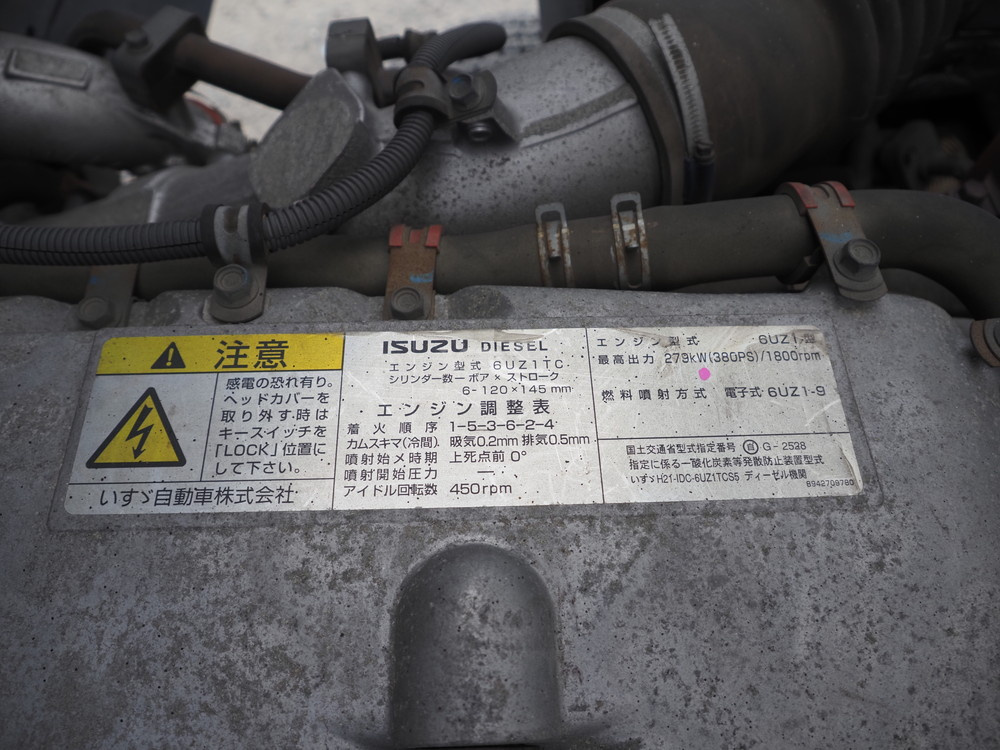 注意
感電の恐れ有り。
ヘッドカバーを
取り外す時は
キースイッチを
「LOCK」位置に
して下さい。
いすゞ自動車株式会社
ISUZU DIESEL
エンジン型式 6UZ1TC
シリンダ数ーボア×ストローク
6-120×145mm
エンジン調整表
着火順序 1-5-3-6-2-4
カムスキマ(冷間). 吸気0.2mm 排気0.5mm
噴射始メ時期 上死点前 0°
噴射開始圧力 —
アイドル回転数 450rpm
エンジン型式 6UZ1-
最高出力 279kW(380PS)/1800rpm
燃料噴射方式 電子式 6UZ1-9
国土交通省型式指定番号 自 G-2538
指定に係る一酸化炭素等発散防止装置型式
いすゞH21-IDC-6UZ1TCS5 ディーゼル機関
8942709780